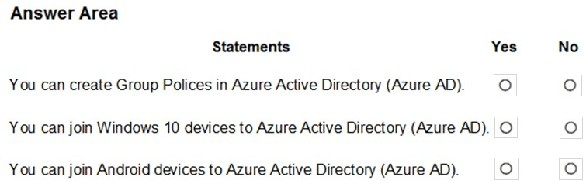 Answer Area
Statements Yes No
You can create Group Polices in Azure Active Directory (Azure AD).
You can join Windows 10 devices to Azure Active Directory (Azure AD).
You can join Android devices to Azure Active Directory (Azure AD).